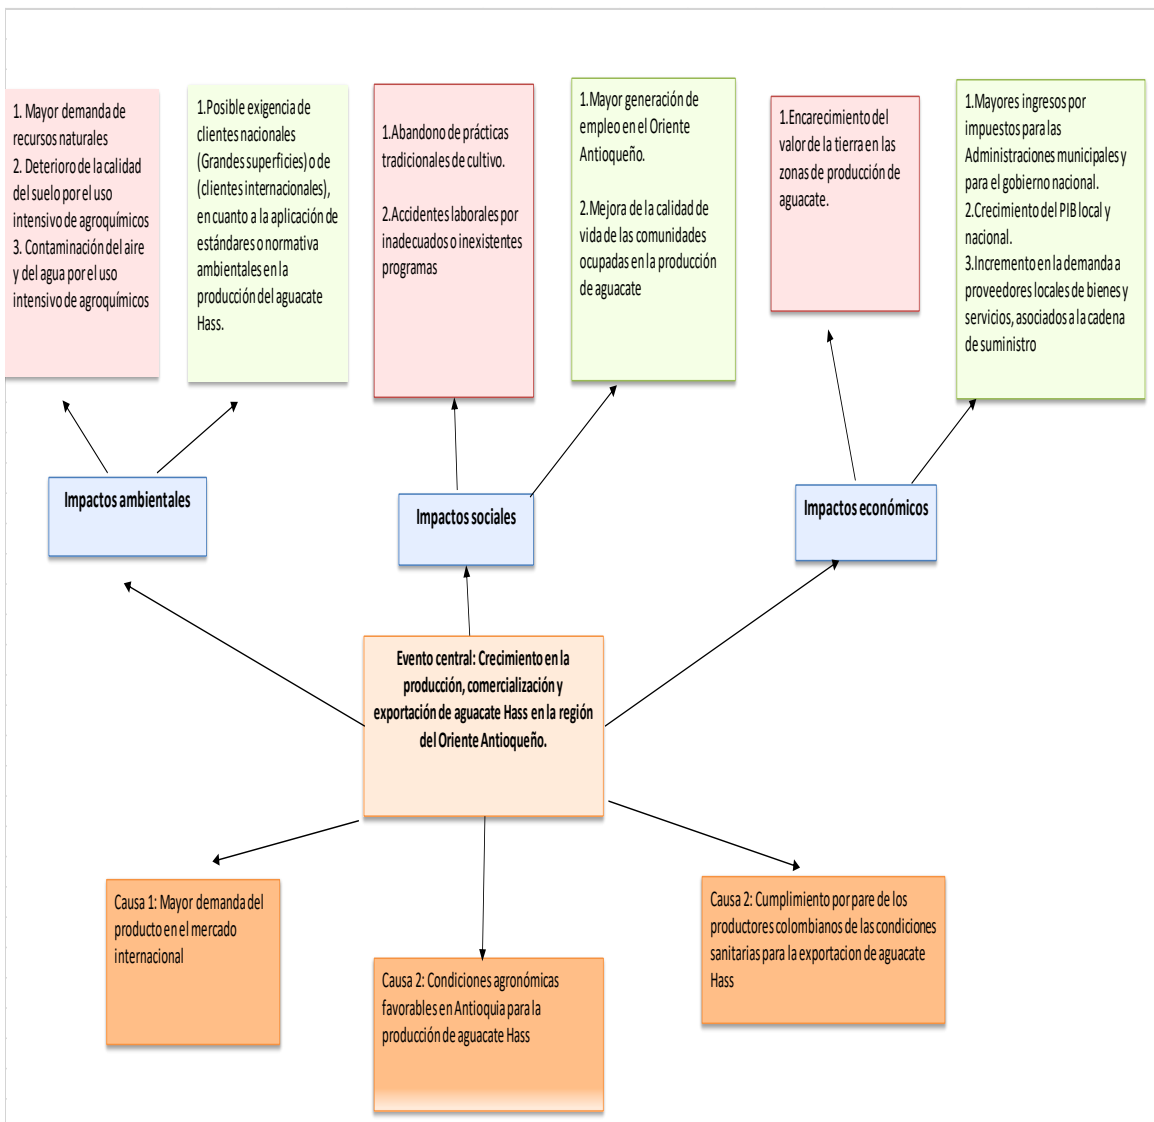 1. Mayor demanda de
recursos naturales
2. Deterioro de la calidad
del suelo por el uso
intensivo de agroquímicos
3. Contaminación del aire
y del agua por el uso
intensivo de agroquímicos
1.Posible exigencia de
clientes nacionales
(Grandes superficies) o de
(clientes internacionales),
en cuanto a la aplicación de
estándares o normativa
ambientales en la
producción del aguacate
Hass.
1.Abandono de prácticas
tradicionales de cultivo.
2.Accidentes laborales por
inadecuados o inexistentes
programas
1.Mayor generación de
empleo en el Oriente
Antioqueño.
2.Mejora de la calidad de
vida de las comunidades
ocupadas en la producción
de aguacate
1.Encarecimiento del
valor de la tierra en las
zonas de producción de
aguacate.
1.Mayores ingresos por
impuestos para las
Administraciones municipales y
para el gobierno nacional.
2.Crecimiento del PIB local y
nacional.
3.Incremento en la demanda a
proveedores locales de bienes y
servicios, asociados a la cadena
de suministro
Impactos ambientales
Impactos sociales
Impactos económicos
Evento central: Crecimiento en la
producción, comercialización y
exportación de aguacate Hass en la región
del Oriente Antioqueño.
Causa 1: Mayor demanda del
producto en el mercado
internacional
Causa 2: Condiciones agronómicas
favorables en Antioquia para la
producción de aguacate Hass
Causa 2: Cumplimiento por pare de los
productores colombianos de las condiciones
sanitarias para la exportacion de aguacate
Hass